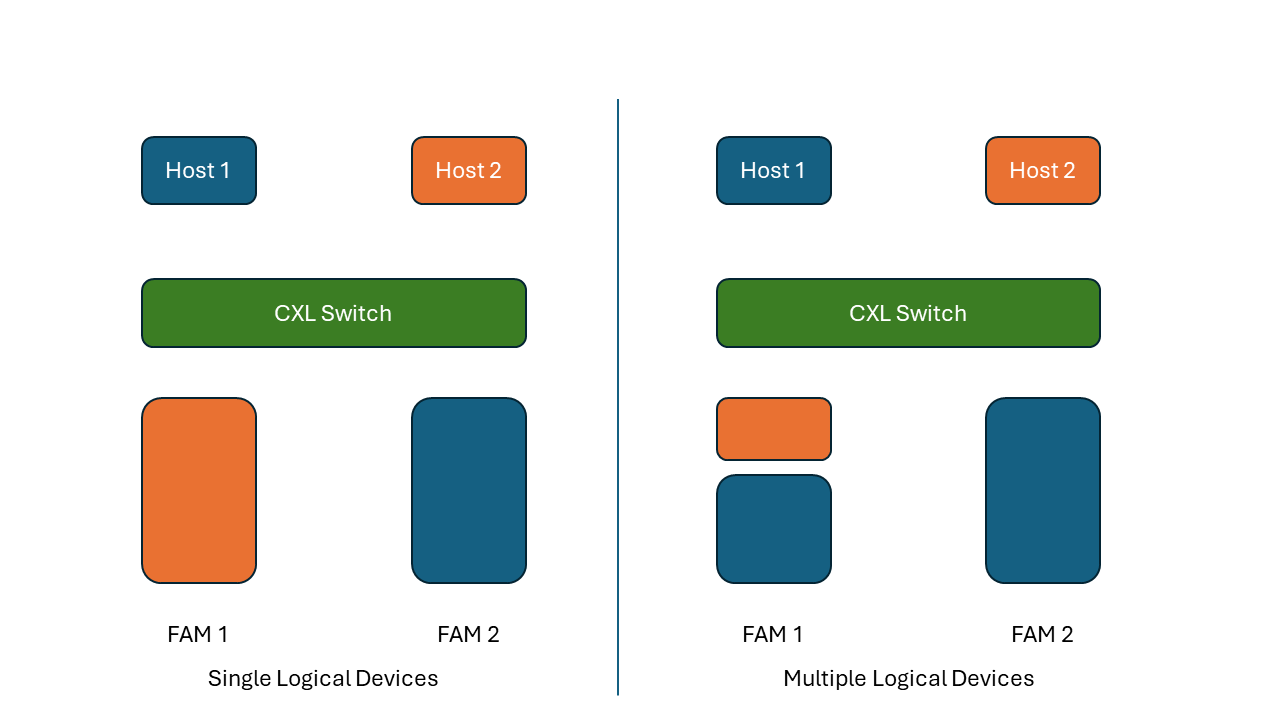 Host 1
Host 2
CXL Switch
FAM 1
FAM 2
Single Logical Devices
Host 1
Host 2
CXL Switch
FAM 1
FAM 2
Multiple Logical Devices